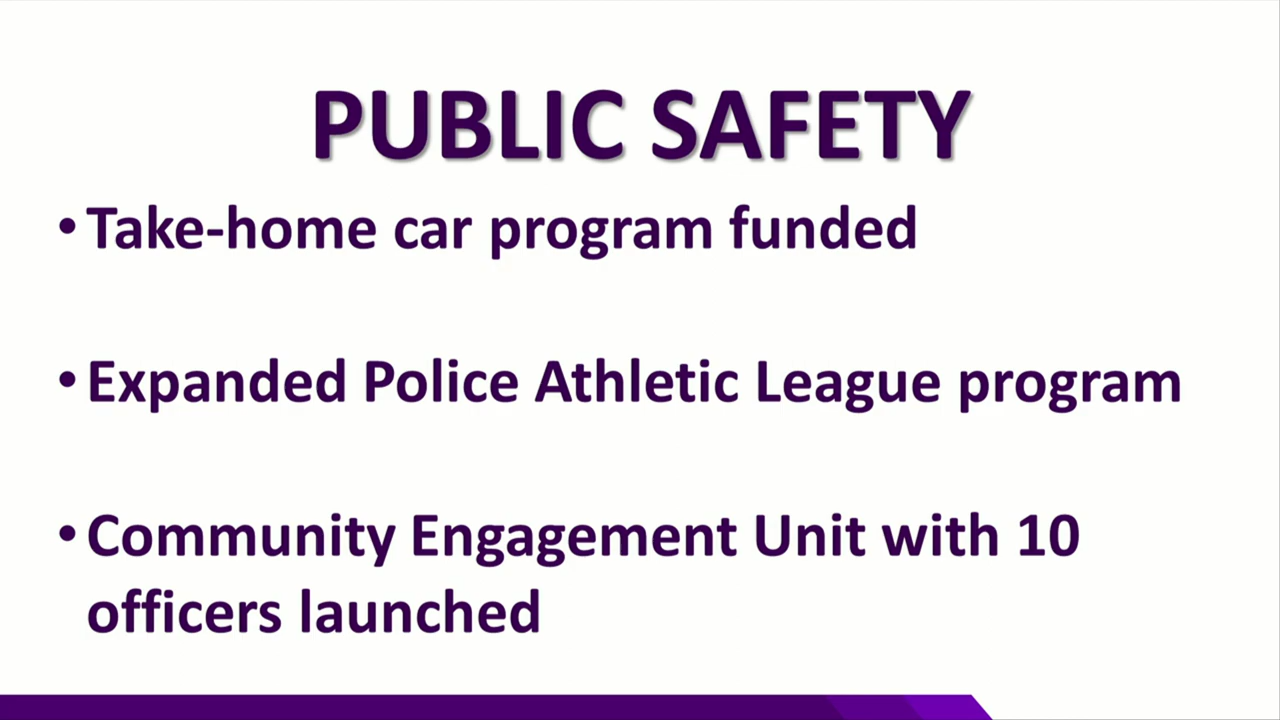 PUBLIC SAFETY
• Take-home car program funded
• Expanded Police Athletic League program
• Community Engagement Unit with 10
officers launched